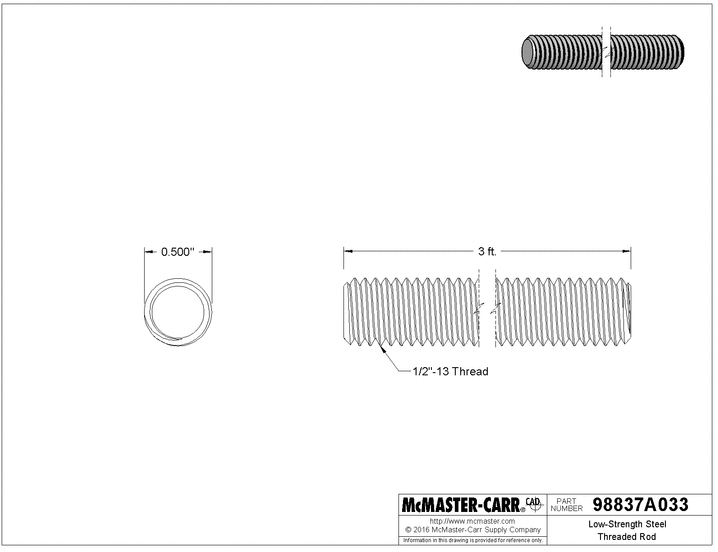 0.500"
3 ft.
1/2"-13 Thread
McMASTER-CARR® CAD
http://www.mcmaster.com
© 2016 McMaster-Carr Supply Company
Information in this drawing is provided for reference only.
PART NUMBER
98837A033
Low-Strength Steel
Threaded Rod